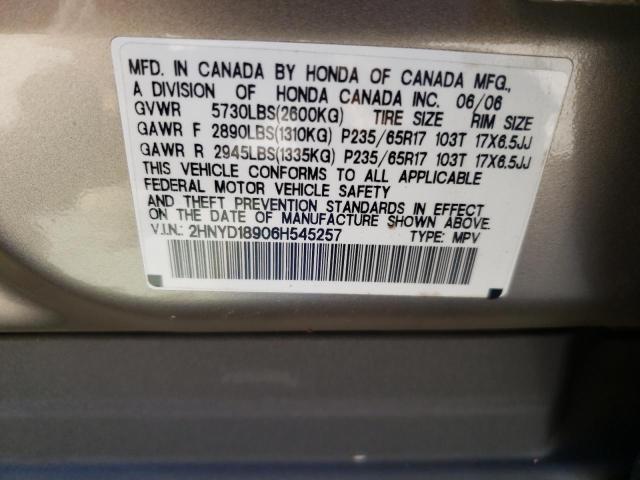 MFD. IN CANADA BY HONDA OF CANADA MFG.,
A DIVISION OF HONDA CANADA INC. 06/06
GVWR 5730LBS(2600KG) TIRE SIZE RIM SIZE
GAWR F 2890LBS(1310KG) P235/65R17 103T 17X6.5JJ
GAWR R 2945LBS(1335KG) P235/65R17 103T 17X6.5JJ
THIS VEHICLE CONFORMS TO ALL APPLICABLE
FEDERAL MOTOR VEHICLE SAFETY
AND THEFT PREVENTION STANDARDS IN EFFECT
ON THE DATE OF MANUFACTURE SHOWN ABOVE.
V.I.N.: 2HNYD18906H545257 TYPE: MPV